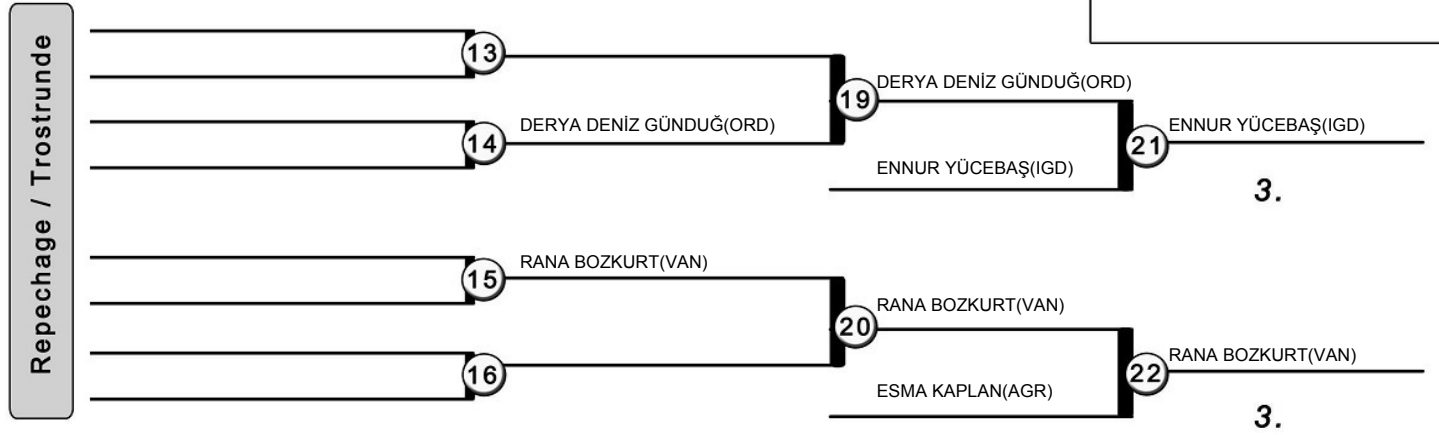 Repechage / Trostrunde
13
19
DERYA DENİZ GÜNDUĞ(ORD)
14
DERYA DENİZ GÜNDUĞ(ORD)
21
ENNUR YÜCEBAŞ(IGD)
ENNUR YÜCEBAŞ(IGD)
3.
15
RANA BOZKURT(VAN)
20
RANA BOZKURT(VAN)
16
22
RANA BOZKURT(VAN)
ESMA KAPLAN(AGR)
3.